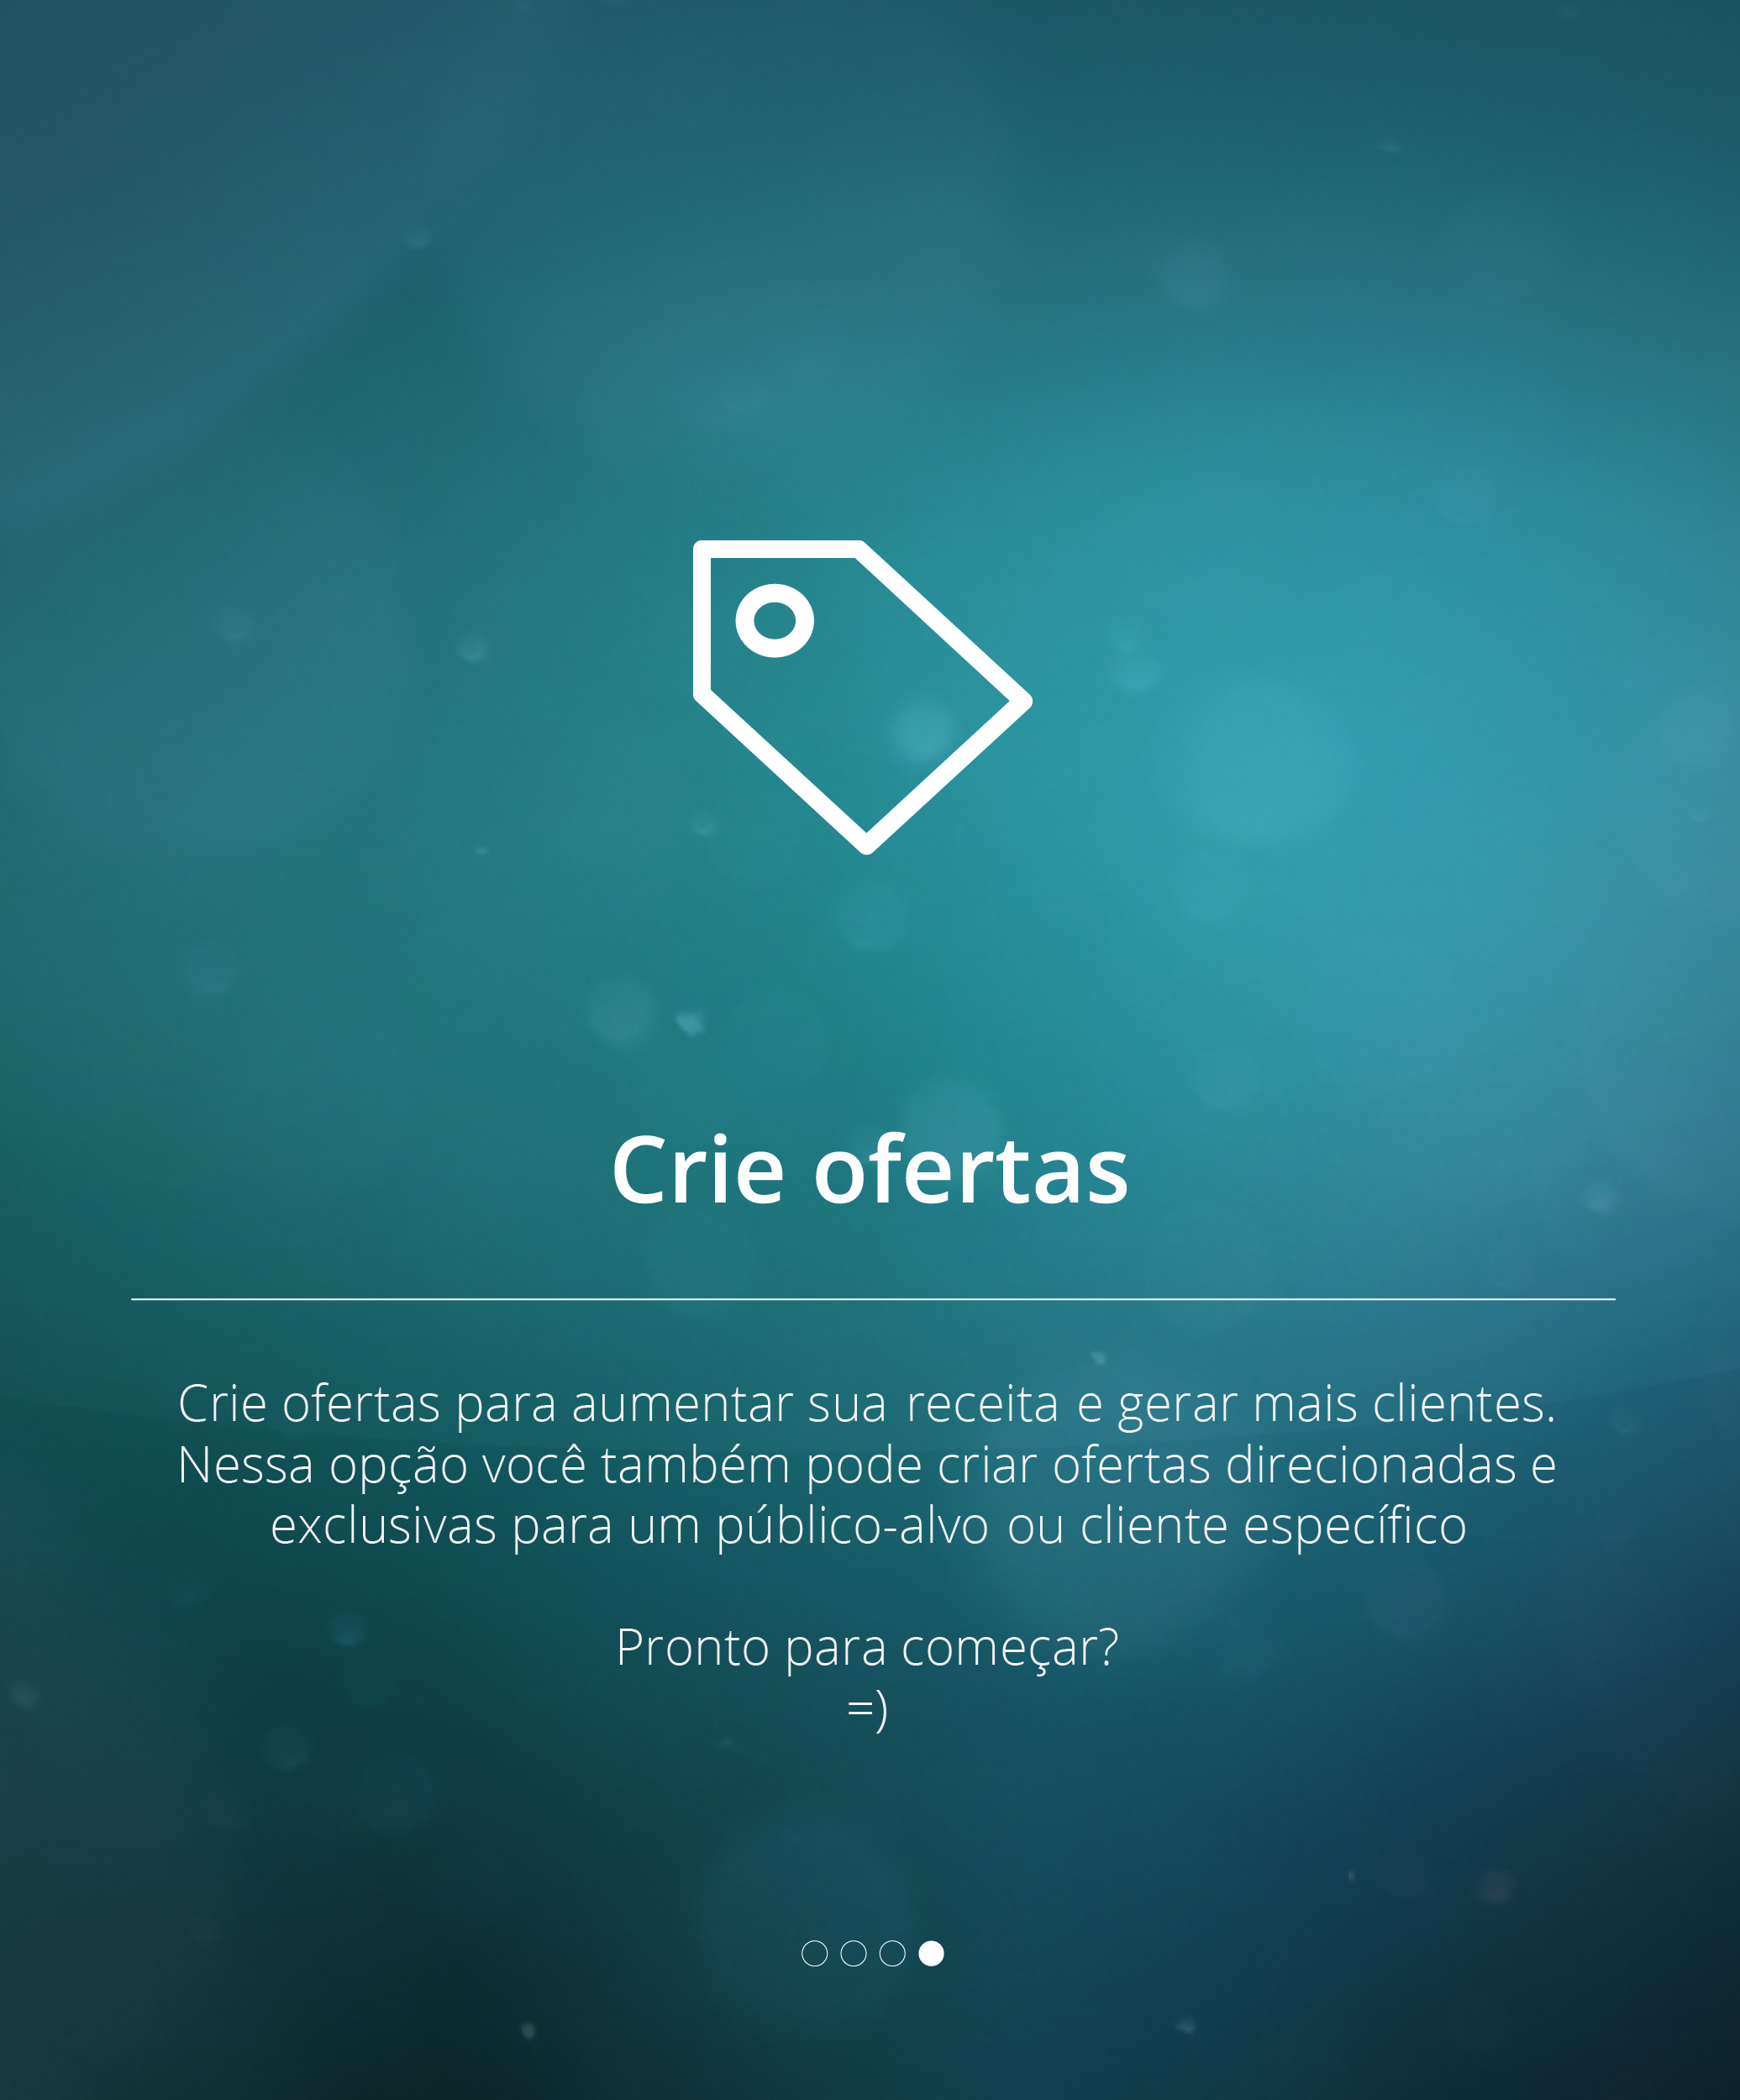 Crie ofertas
Crie ofertas para aumentar sua receita e gerar mais clientes.
Nessa opção você também pode criar ofertas direcionadas e
exclusivas para um público-alvo ou cliente específico
Pronto para começar?
=)